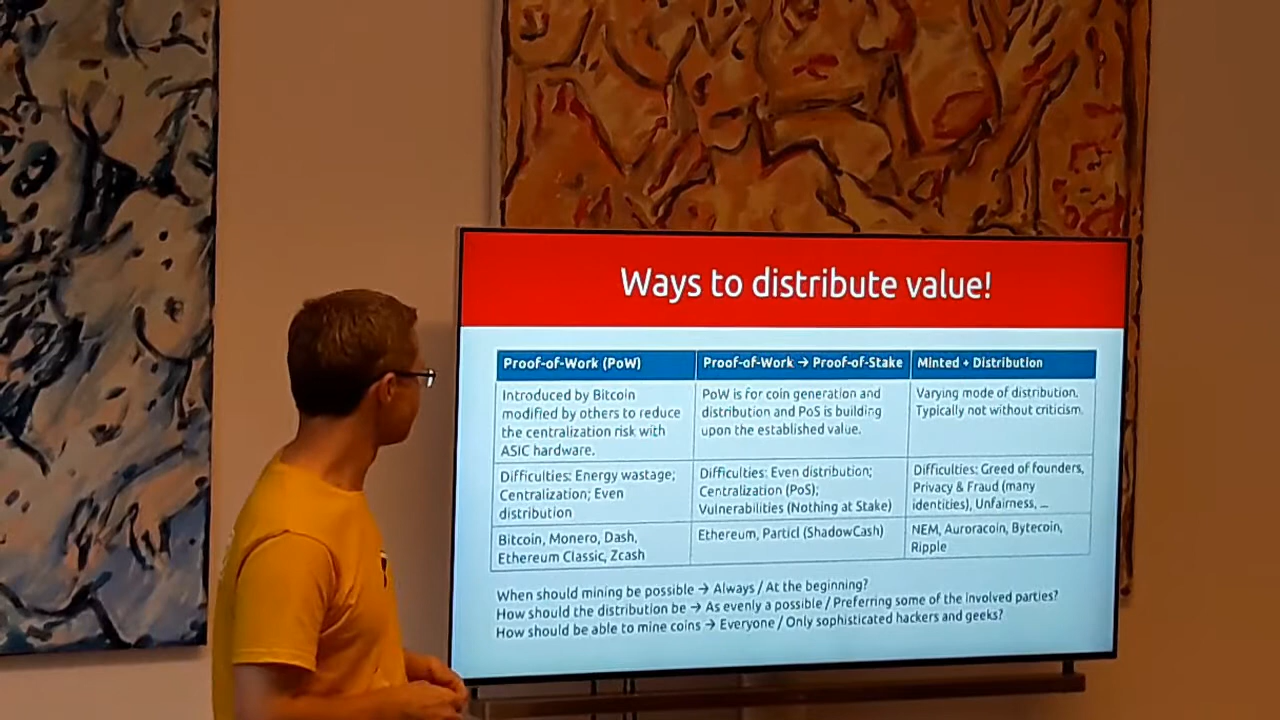 Ways to distribute value!
Proof-of-Work (PoW)
Proof-of-Work → Proof-of-Stake
Minted + Distribution
Introduced by Bitcoin
modified by others to reduce
the centralization risk with
ASIC hardware.
PoW is for coin generation and
distribution and PoS is building
upon the established value.
Varying mode of distribution.
Typically not without criticism.
Difficulties: Energy wastage;
Centralization; Even
distribution
Difficulties: Even distribution;
Centralization (PoS);
Vulnerabilities (Nothing at Stake)
Difficulties: Greed of founders,
Privacy & Fraud (many
identities), Unfairness, ...
Bitcoin, Monero, Dash,
Ethereum Classic, Zcash
Ethereum, Particl (ShadowCash)
NEM, Auroracoin, Bytecoin,
Ripple
When should mining be possible → Always / At the beginning?
How should the distribution be → As evenly a possible / Preferring some of the involved parties?
How should be able to mine coins → Everyone / Only sophisticated hackers and geeks?